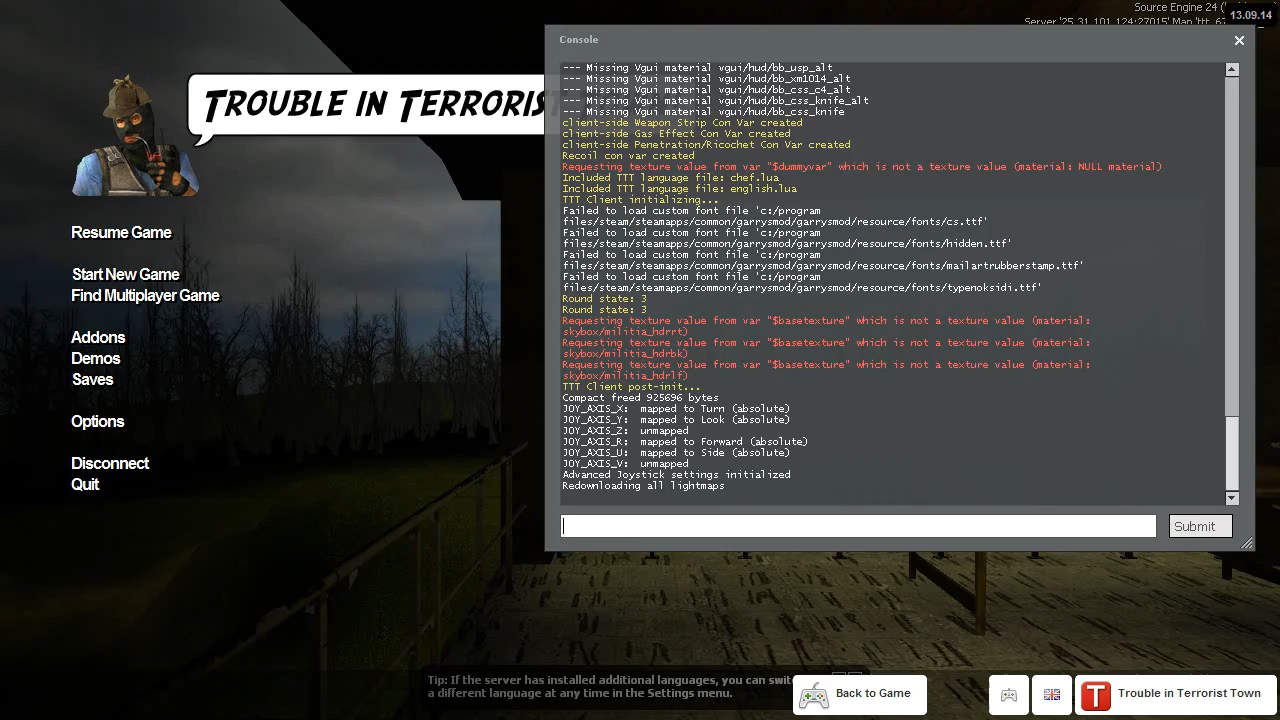 Source Engine 24 (
13.09.14
Server '25.31.101.124:27015' Map 'ttt_67
TROUBLE IN TERRORIST
Resume Game
Start New Game
Find Multiplayer Game
Addons
Demos
Saves
Options
Disconnect
Quit
Console
--- Missing Vgui material vgui/hud/bb_usp_alt
--- Missing Vgui material vgui/hud/bb_xm1014_alt
--- Missing Vgui material vgui/hud/bb_css_c4_alt
--- Missing Vgui material vgui/hud/bb_css_knife_alt
--- Missing Vgui material vgui/hud/bb_css_knife
client-side Weapon Strip Con Var created
client-side Gas Effect Con Var created
client-side Penetration/Ricochet Con Var created
Recoil con var created
Requesting texture value from var "$dummyvar" which is not a texture value (material: NULL material)
Included TTT language file: chef.lua
Included TTT language file: english.lua
TTT Client initializing...
Failed to load custom font file 'c:/program
files/steam/steamapps/common/garrysmod/garrysmod/resource/fonts/cs.ttf'
Failed to load custom font file 'c:/program
files/steam/steamapps/common/garrysmod/garrysmod/resource/fonts/hidden.ttf'
Failed to load custom font file 'c:/program
files/steam/steamapps/common/garrysmod/garrysmod/resource/fonts/mailartrubberstamp.ttf'
Failed to load custom font file 'c:/program
files/steam/steamapps/common/garrysmod/garrysmod/resource/fonts/typenoksidi.ttf'
Round state: 3
Round state: 3
Requesting texture value from var "$basetexture" which is not a texture value (material:
skybox/militia_hdrrt)
Requesting texture value from var "$basetexture" which is not a texture value (material:
skybox/militia_hdrbk)
Requesting texture value from var "$basetexture" which is not a texture value (material:
skybox/militia_hdrlf)
TTT Client post-init...
Compact freed 925696 bytes
JOY_AXIS_X:  mapped to Turn (absolute)
JOY_AXIS_Y:  mapped to Look (absolute)
JOY_AXIS_Z:  unmapped
JOY_AXIS_R:  mapped to Forward (absolute)
JOY_AXIS_U:  mapped to Side (absolute)
JOY_AXIS_V:  unmapped
Advanced Joystick settings initialized
Redownloading all lightmaps
Submit
Tip: If the server has installed additional languages, you can swit
a different language at any time in the Settings menu.
Back to Game
T
Trouble in Terrorist Town